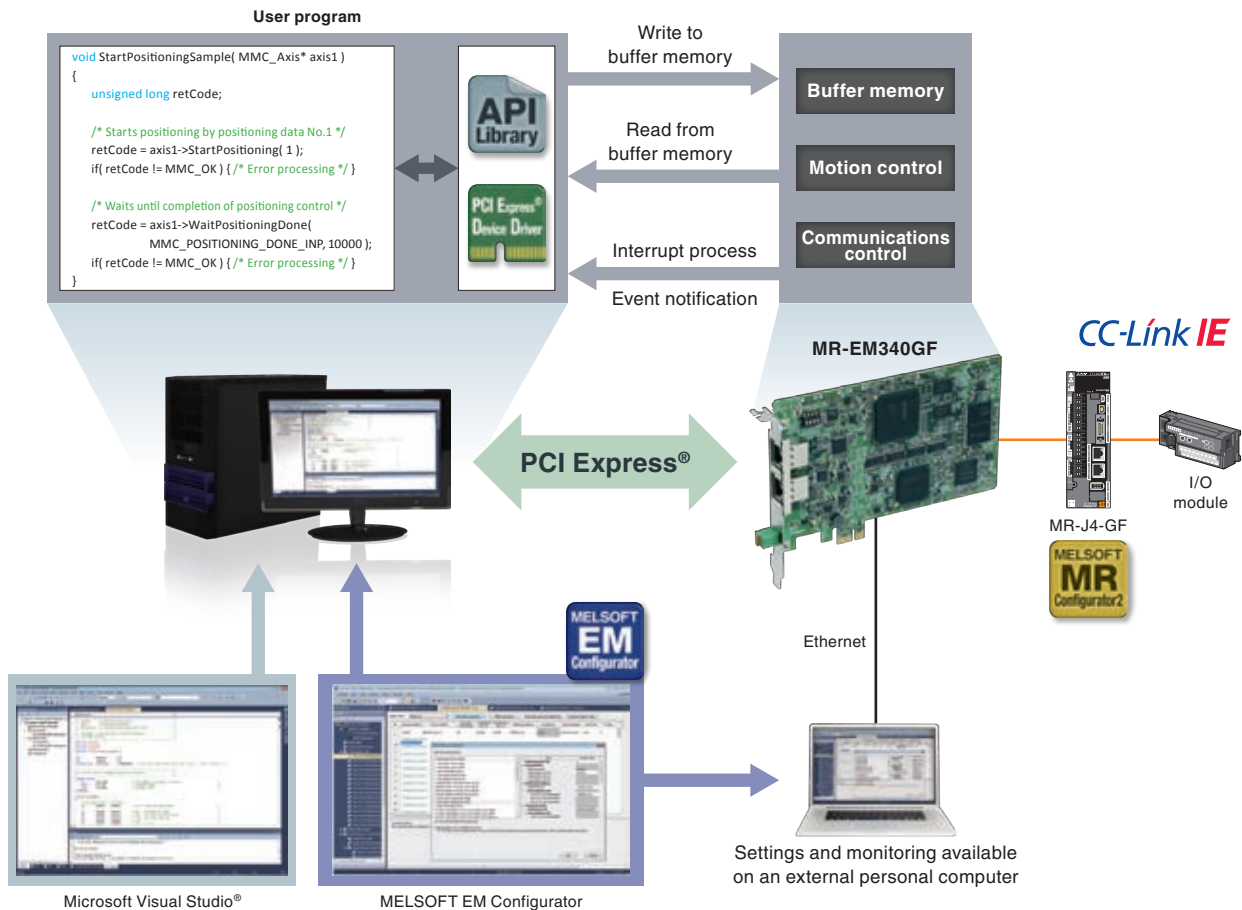 User program
void StartPositioningSample( MMC_Axis* axis1 )
{
unsigned long retCode;
/* Starts positioning by positioning data No.1 */
retCode = axis1->StartPositioning( 1 );
if( retCode != MMC_OK ) { /* Error processing */ }
/* Waits until completion of positioning control */
retCode = axis1->WaitPositioningDone(
MMC_POSITIONING_DONE_INP, 10000 );
if( retCode != MMC_OK ) { /* Error processing */ }
}
API
Library
PCI Express®
Device Driver
Write to
buffer memory
Read from
buffer memory
Interrupt process
Event notification
Buffer memory
Motion control
Communications
control
MR-EM340GF
CC-Link IE
PCI Express®
I/O
module
MR-J4-GF
MELSOFT
MR
Configurator2
Ethernet
MELSOFT
EM
Configurator
Settings and monitoring available
on an external personal computer
Microsoft Visual Studio®
MELSOFT EM Configurator